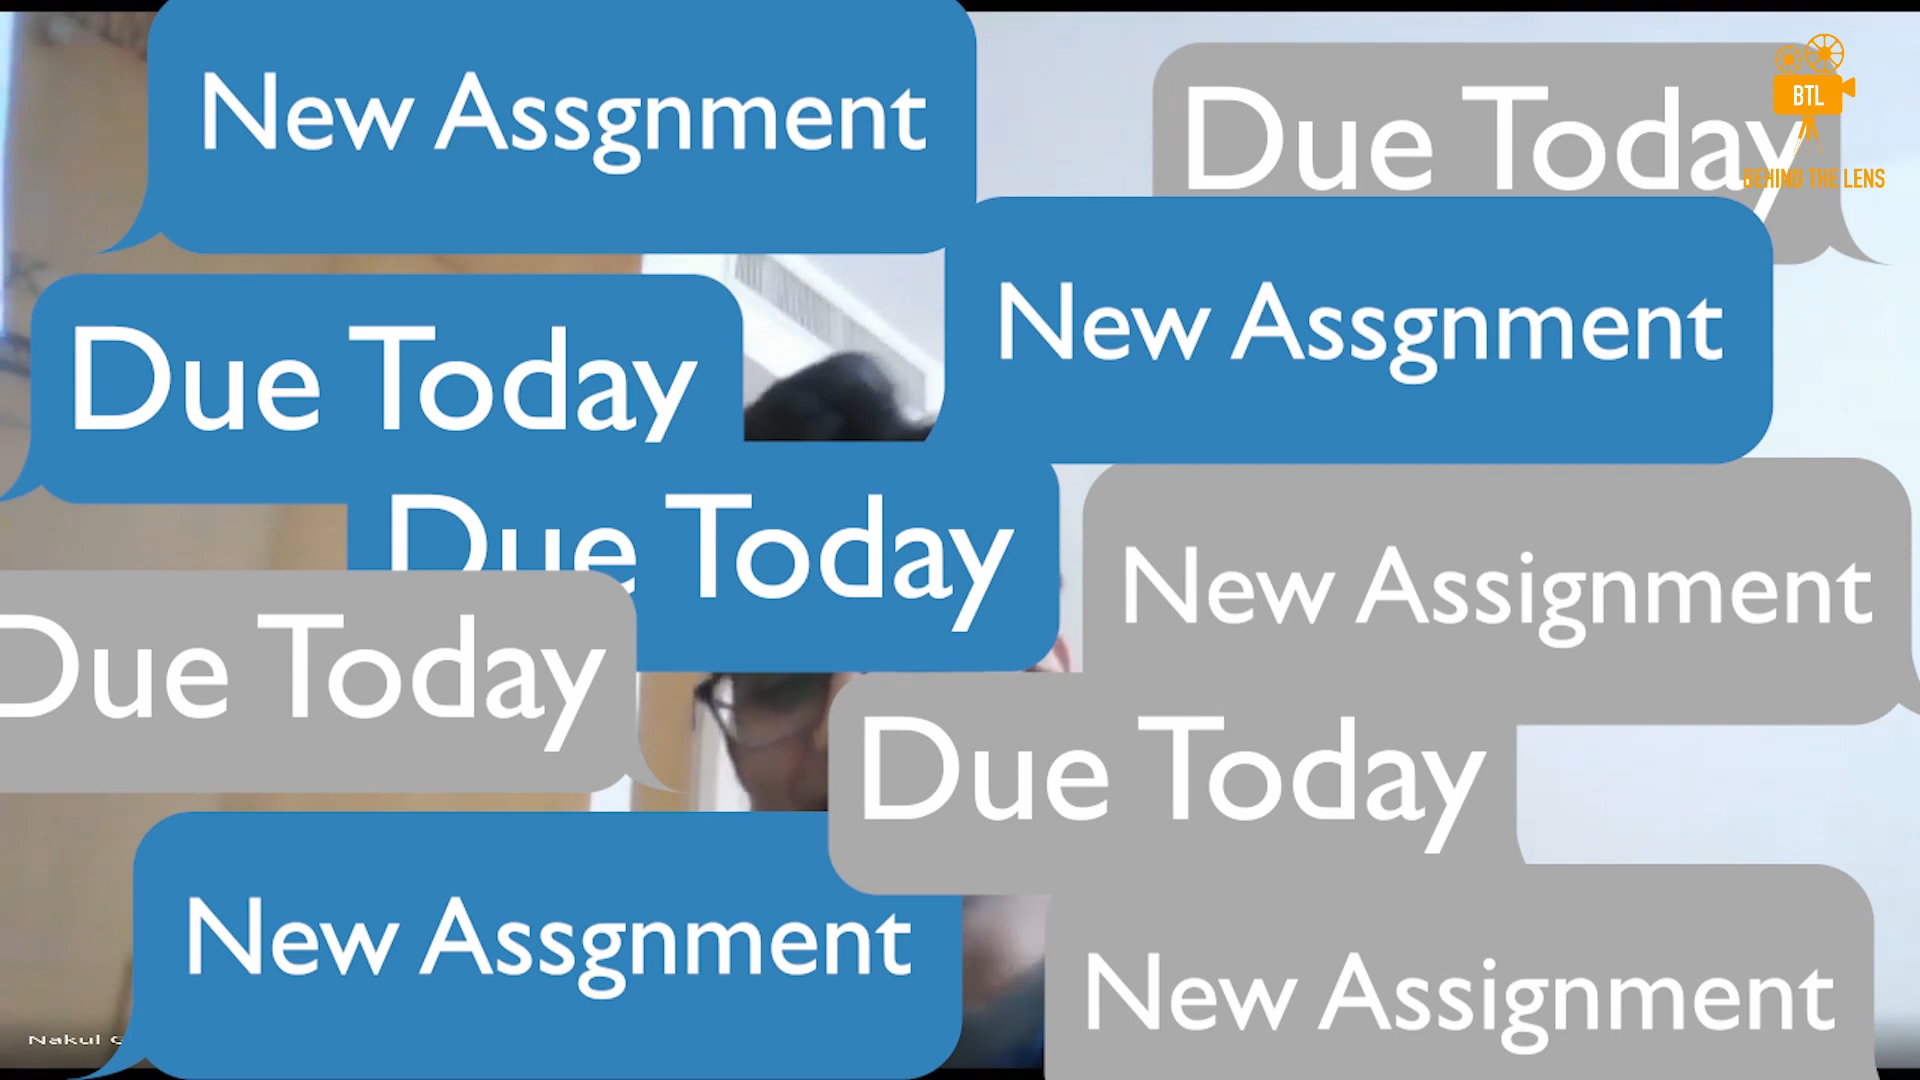 New Assgnment
Due Today
BTL
BEHIND THE LENS
Due Today
New Assgnment
Due Today
New Assignment
Due Today
Due Today
New Assgnment
New Assignment
Nakul